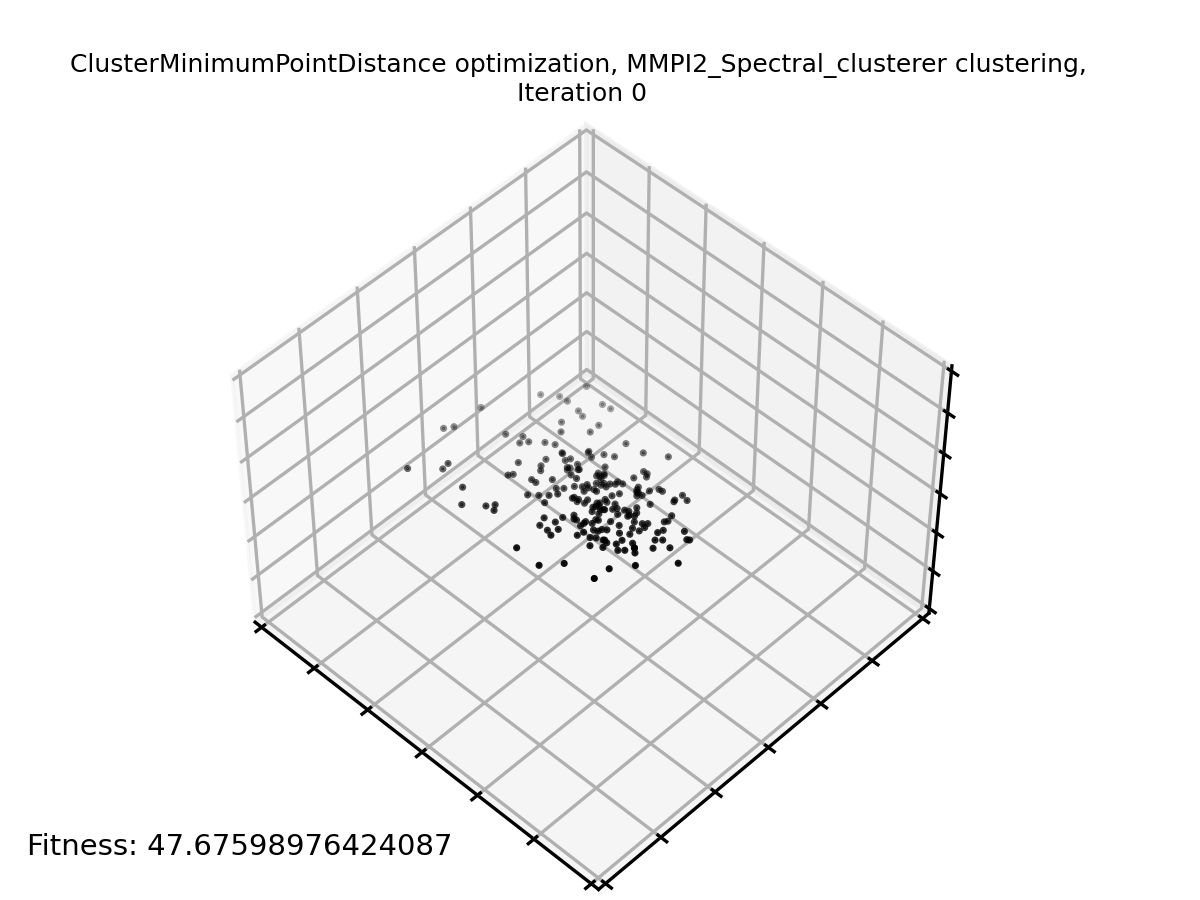 ClusterMinimumPointDistance optimization, MMPI2_Spectral_clusterer clustering,
Iteration 0
Fitness: 47.67598976424087